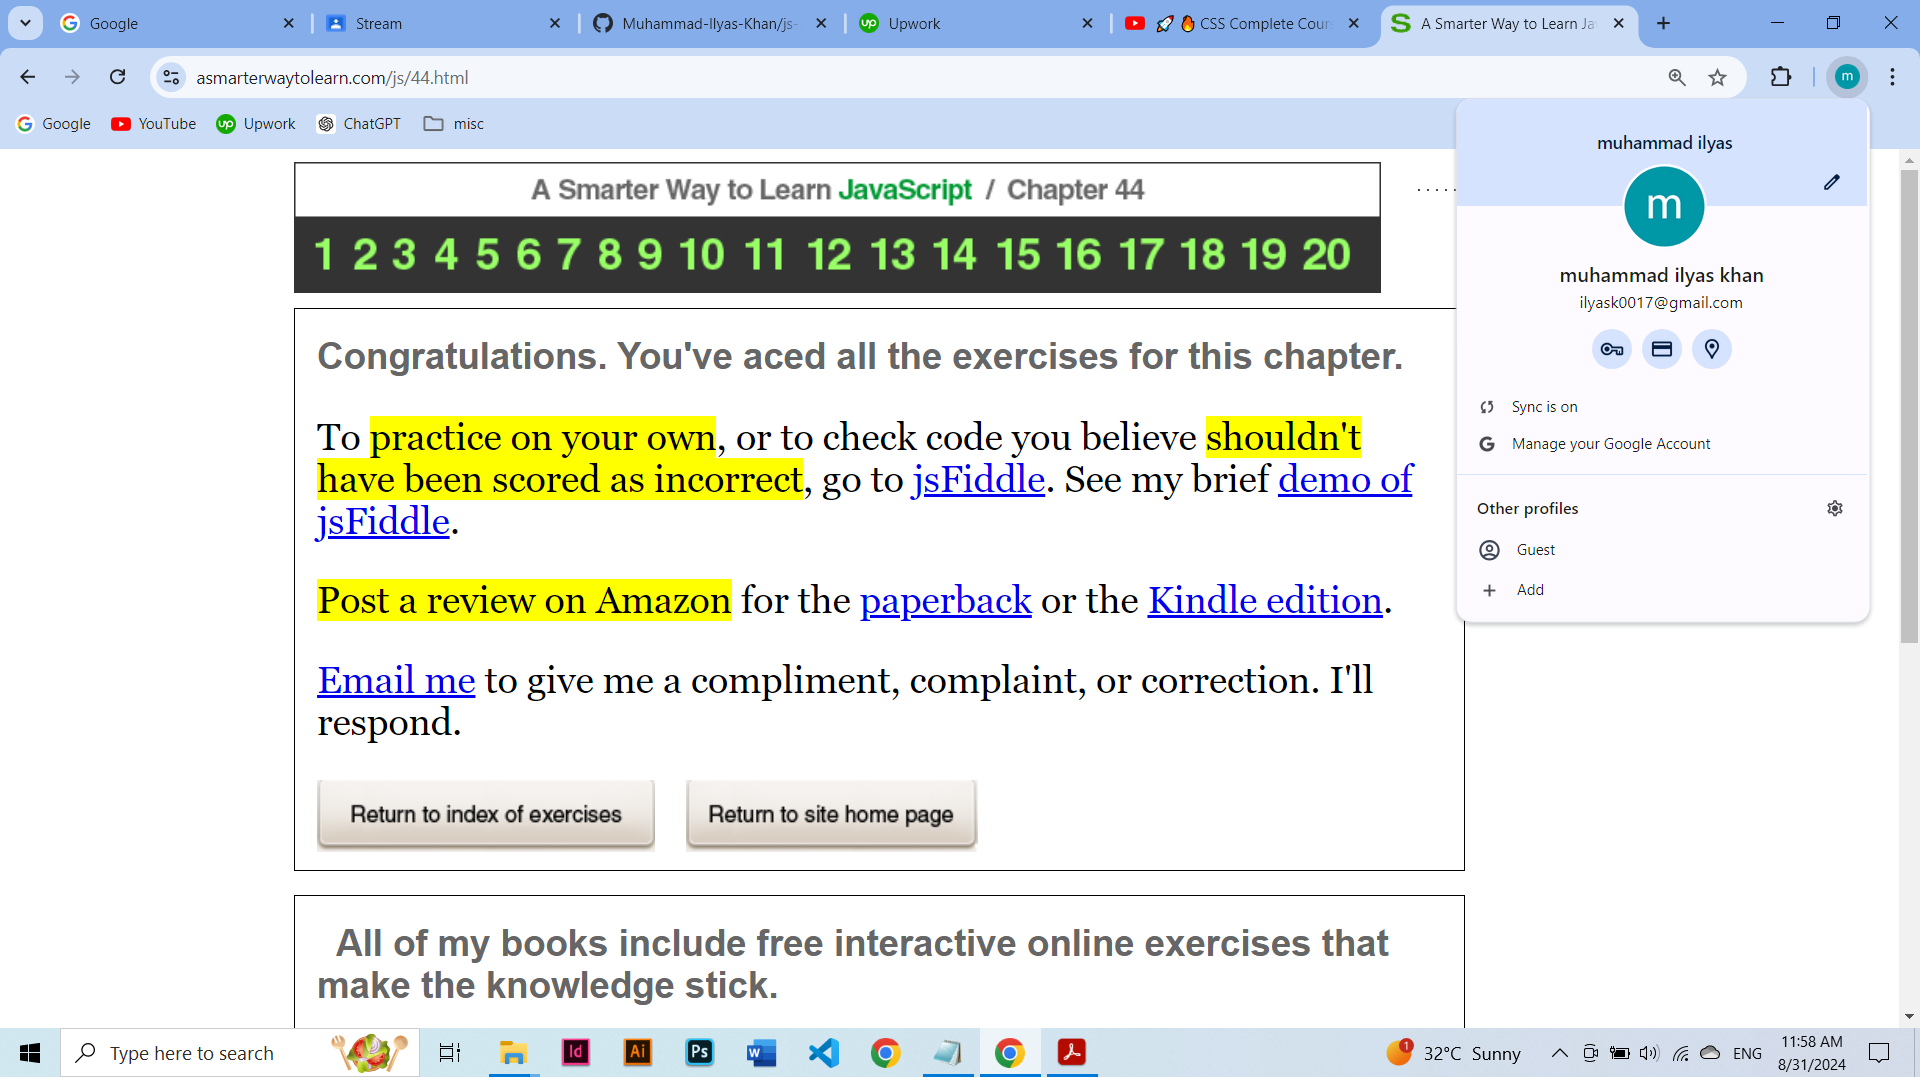 Google
Stream
Muhammad-Ilyas-Khan/js-
Upwork
CSS Complete Cour
A Smarter Way to Learn Ja
asmarterwaytolearn.com/js/44.html
m
Google
YouTube
Upwork
ChatGPT
misc
muhammad ilyas
m
muhammad ilyas khan
ilyask0017@gmail.com
Sync is on
Manage your Google Account
Other profiles
Guest
Add
A Smarter Way to Learn JavaScript / Chapter 44
1 2 3 4 5 6 7 8 9 10 11 12 13 14 15 16 17 18 19 20
Congratulations. You've aced all the exercises for this chapter.
To practice on your own, or to check code you believe shouldn't
have been scored as incorrect, go to jsFiddle. See my brief demo of
jsFiddle.
Post a review on Amazon for the paperback or the Kindle edition.
Email me to give me a compliment, complaint, or correction. I'll
respond.
Return to index of exercises
Return to site home page
All of my books include free interactive online exercises that
make the knowledge stick.
Type here to search
Id
Ai
Ps
W
1
32°C Sunny
ENG
11:58 AM
8/31/2024